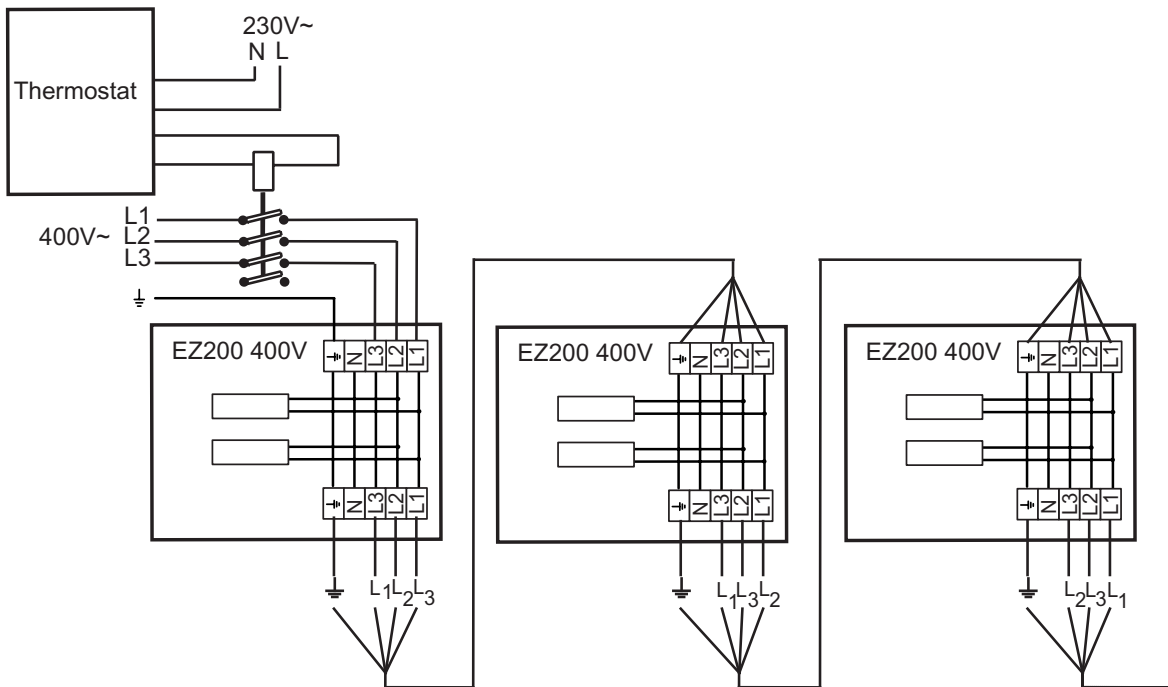 230V~
N L
Thermostat
L1
400V~ L2
L3
EZ200 400V
N L3 L2 L1
N L3 L2 L1
L1 L2 L3
EZ200 400V
N L3 L2 L1
N L3 L2 L1
L1 L3 L2
EZ200 400V
N L3 L2 L1
N L3 L2 L1
L2 L3 L1